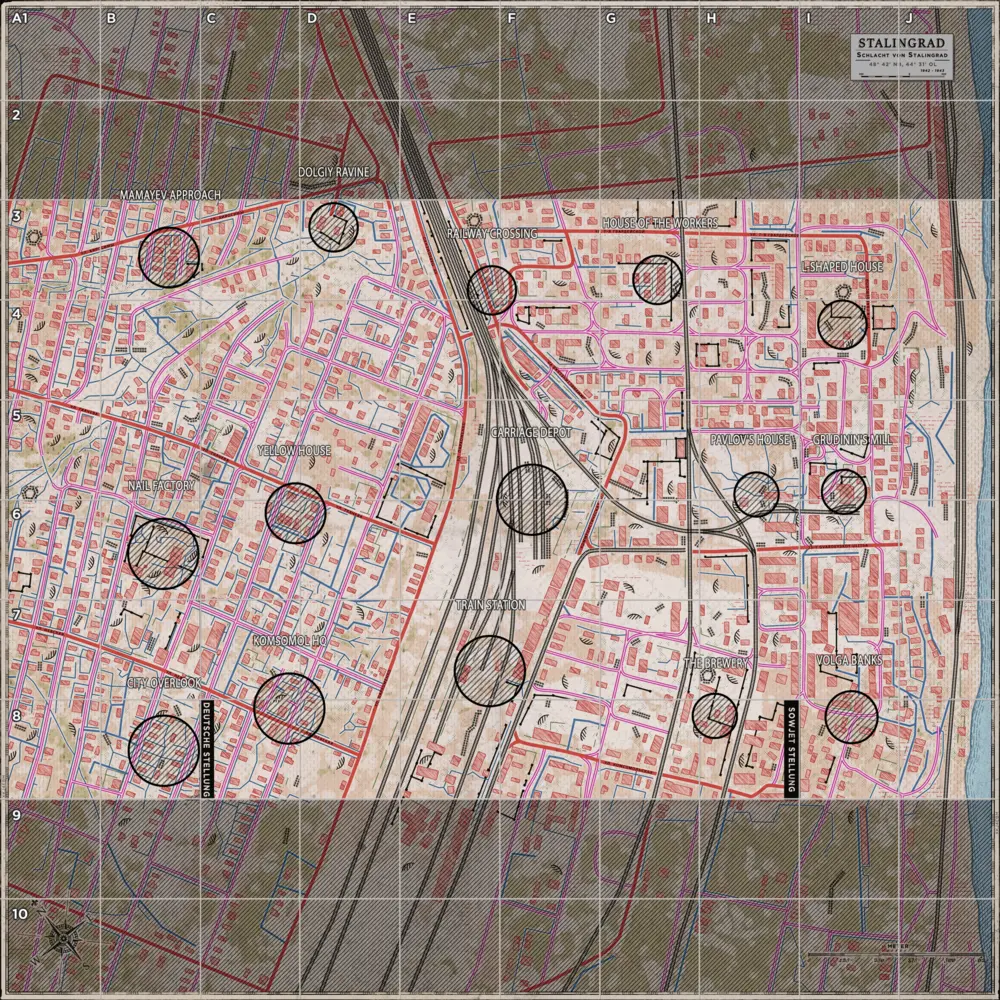 A1 B C D E F G H I J
STALINGRAD
SCHLACHT VON STALINGRAD
1942 - 1943
2
DOLGIY RAVINE
MAMAYEV APPROACH
3
HOUSE OF THE WORKERS
RAILWAY CROSSING
L-SHAPED HOUSE
4
5
CARRIAGE DEPOT
PAVLOV'S HOUSE
GRUDININ'S MILL
YELLOW HOUSE
NAIL FACTORY
6
TRAIN STATION
7
KOMSOMOL HQ
THE BREWERY
VOLGA BANKS
CITY OVERLOOK
8
DEUTSCHE STELLUNG
SOWJET STELLUNG
9
10